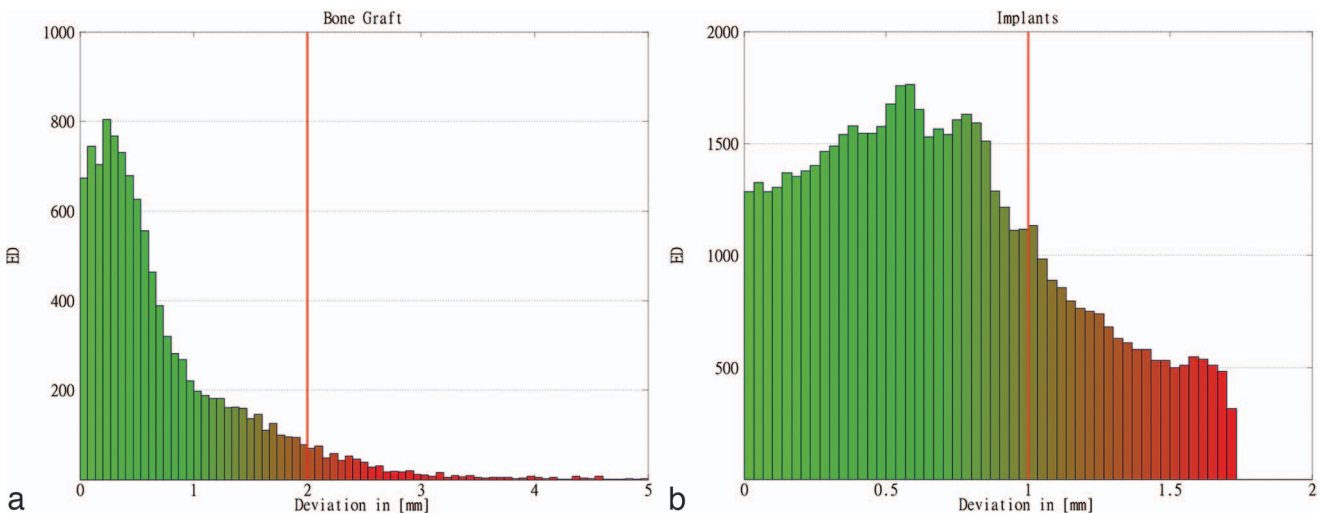 Bone Graft
1000
800
600
400
200
ED
0 1 2 3 4 5
Deviation in [mm]
a
Implants
2000
1500
1000
500
ED
0 0.5 1 1.5 2
Deviation in [mm]
b